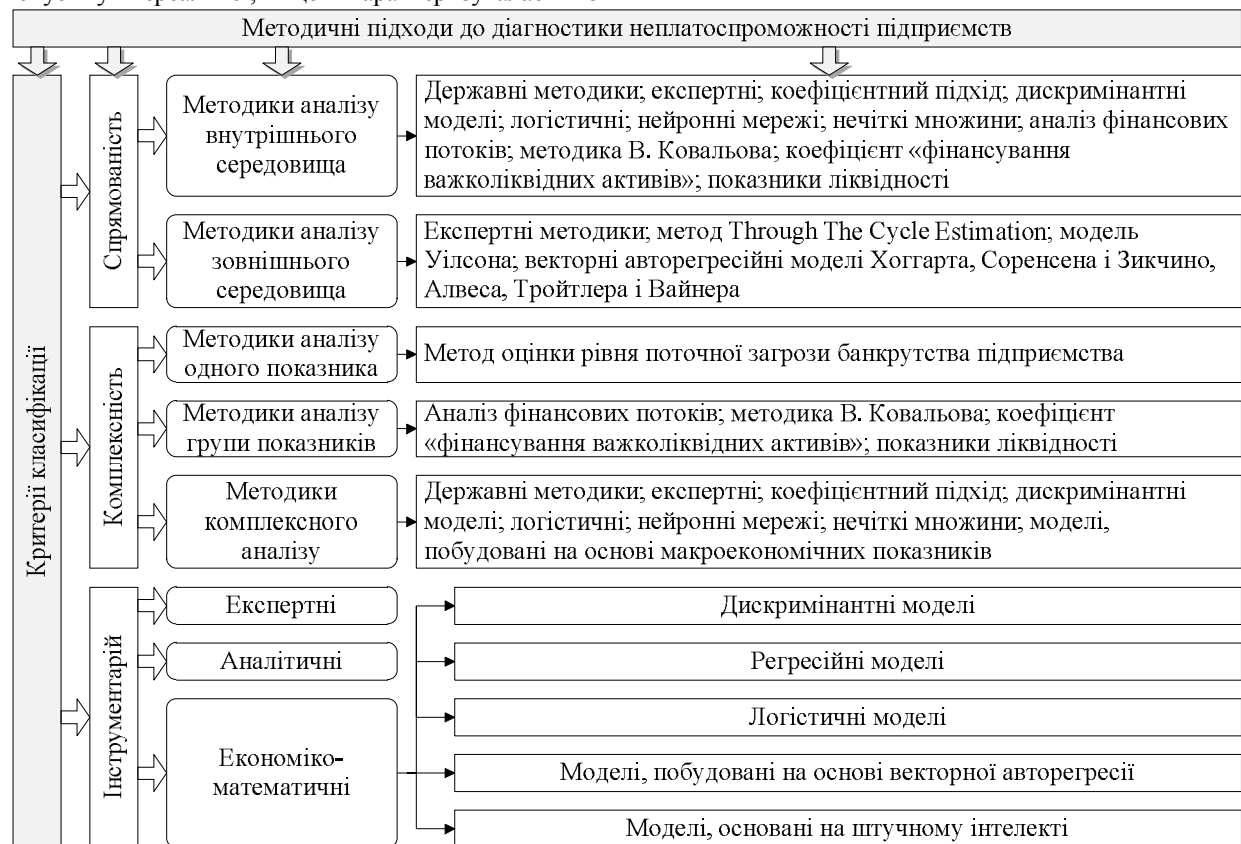 Методичні підходи до діагностики неплатоспроможності підприємств
Критерії класифікації
Спрямованість
Методики аналізу
внутрішнього
середовища
Державні методики; експертні; коефіцієнтний підхід; дискримінантні
моделі; логістичні; нейронні мережі; нечіткі множини; аналіз фінансових
потоків; методика В. Ковальова; коефіцієнт «фінансування
важколіквідних активів»; показники ліквідності
Методики аналізу
зовнішнього
середовища
Експертні методики; метод Through The Cycle Estimation; модель
Уілсона; векторні авторегресійні моделі Хоггарта, Соренсена і Зикчино,
Алвеса, Тройтлера і Вайнера
Комплексність
Методики аналізу
одного показника
Метод оцінки рівня поточної загрози банкрутства підприємства
Методики аналізу
групи показників
Аналіз фінансових потоків; методика В. Ковальова; коефіцієнт
«фінансування важколіквідних активів»; показники ліквідності
Методики
комплексного
аналізу
Державні методики; експертні; коефіцієнтний підхід; дискримінантні
моделі; логістичні; нейронні мережі; нечіткі множини; моделі,
побудовані на основі макроекономічних показників
Інструментарій
Експертні
Аналітичні
Економіко-
математичні
Дискримінантні моделі
Регресійні моделі
Логістичні моделі
Моделі, побудовані на основі векторної авторегресії
Моделі, основані на штучному інтелекті